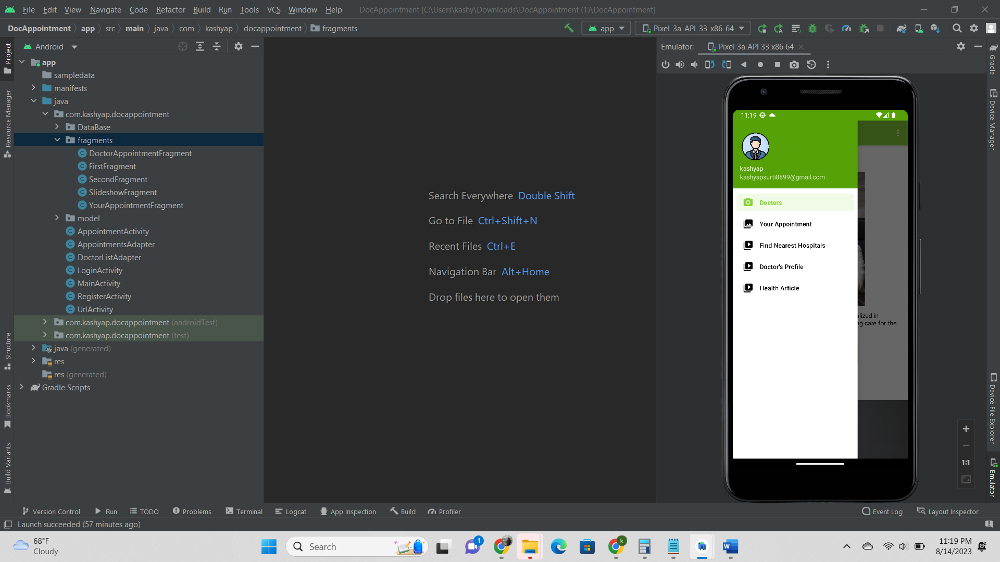 File Edit View Navigate Code Refactor Build Run Tools VCS Window Help DocAppointment [C:\Users\kashy\Downloads\DocAppointment (1)\DocAppointment]
DocAppointment app src main java com kashyap docappointment fragments
app Pixel_3a_API_33_x86_64
Project
Resource Manager
Structure
Bookmarks
Build Variants
Android
app
sampledata
manifests
java
com.kashyap.docappointment
DataBase
fragments
DoctorAppointmentFragment
FirstFragment
SecondFragment
SlideshowFragment
YourAppointmentFragment
model
AppointmentActivity
AppointmentsAdapter
DoctorListAdapter
LoginActivity
MainActivity
RegisterActivity
UrlActivity
com.kashyap.docappointment (androidTest)
com.kashyap.docappointment (test)
java (generated)
res
res (generated)
Gradle Scripts
Search Everywhere Double Shift
Go to File Ctrl+Shift+N
Recent Files Ctrl+E
Navigation Bar Alt+Home
Drop files here to open them
Emulator: Pixel 3a API 33 x86 64
11:19
kashyap
kashyapsurti8899@gmail.com
Doctors
Your Appointment
Find Nearest Hospitals
Doctor's Profile
Health Article
alized in
ng care for the
1:1
Gradle
Device Manager
Device File Explorer
Emulator
Version Control Run TODO Problems Terminal Logcat App Inspection Build Profiler Event Log Layout Inspector
Launch succeeded (57 minutes ago)
68°F
Cloudy
Search
1
k
W
11:19 PM
8/14/2023